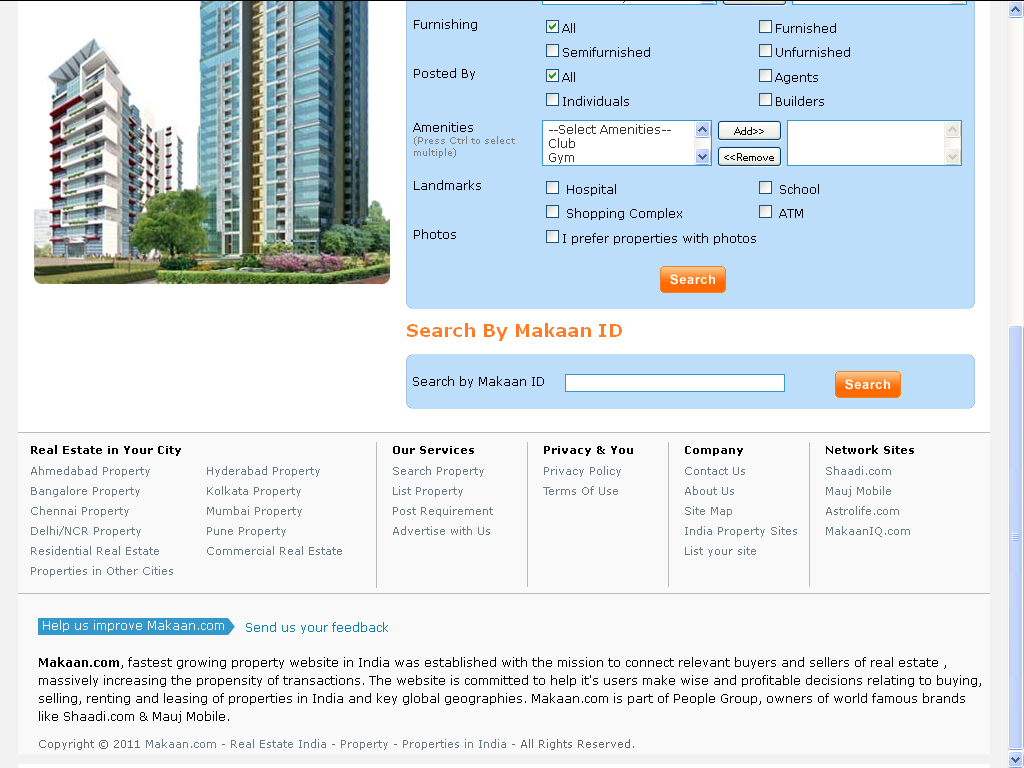 Furnishing
All
Furnished
Semifurnished
Unfurnished
Posted By
All
Agents
Individuals
Builders
Amenities
(Press Ctrl to select
multiple)
--Select Amenities--
Club
Gym
Add>>
<<Remove
Landmarks
Hospital
School
Shopping Complex
ATM
Photos
I prefer properties with photos
Search
Search By Makaan ID
Search by Makaan ID
Search
Real Estate in Your City
Ahmedabad Property
Bangalore Property
Chennai Property
Delhi/NCR Property
Residential Real Estate
Properties in Other Cities
Hyderabad Property
Kolkata Property
Mumbai Property
Pune Property
Commercial Real Estate
Our Services
Search Property
List Property
Post Requirement
Advertise with Us
Privacy & You
Privacy Policy
Terms Of Use
Company
Contact Us
About Us
Site Map
India Property Sites
List your site
Network Sites
Shaadi.com
Mauj Mobile
Astrolife.com
MakaanIQ.com
Help us improve Makaan.com
Send us your feedback
Makaan.com, fastest growing property website in India was established with the mission to connect relevant buyers and sellers of real estate ,
massively increasing the propensity of transactions. The website is committed to help it's users make wise and profitable decisions relating to buying,
selling, renting and leasing of properties in India and key global geographies. Makaan.com is part of People Group, owners of world famous brands
like Shaadi.com & Mauj Mobile.
Copyright © 2011 Makaan.com - Real Estate India - Property - Properties in India - All Rights Reserved.